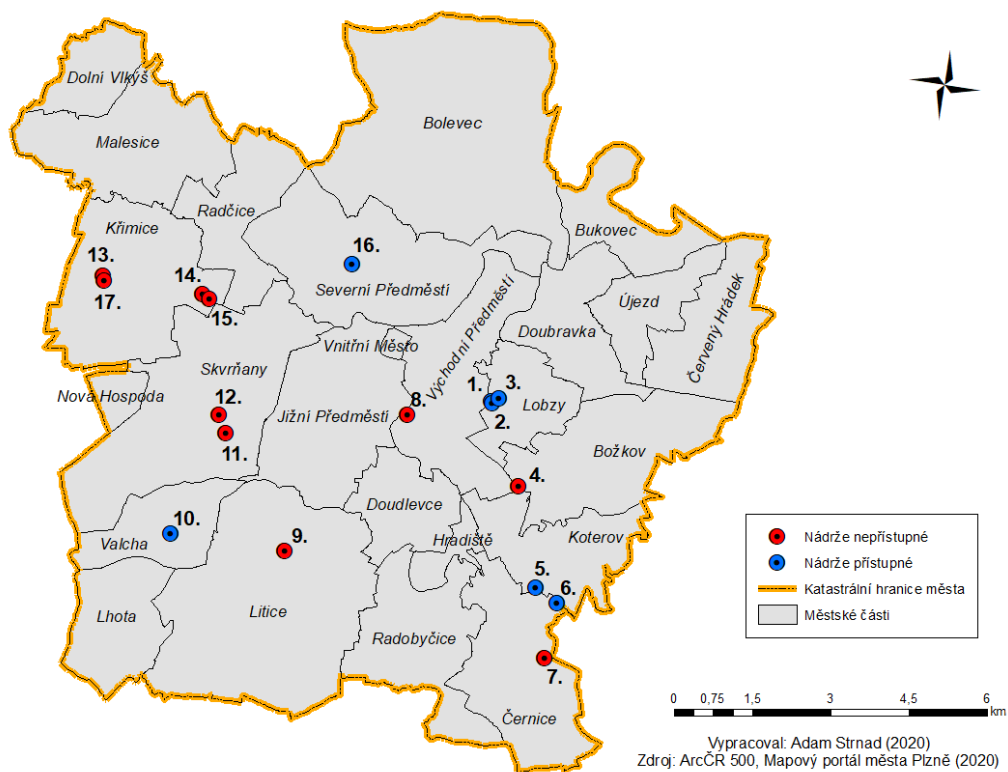 Dolní Vlkýš
Malesice
Bolevec
Radčice
Křimice
Bukovec
13.
17.
14.
15.
16.
Severní Předměstí
Újezd
Červený Hrádek
Doubravka
Východní Předměstí
Vnitřní Město
Skvrňany
Nová Hospoda
1.
3.
2.
Lobzy
8.
12.
11.
Jižní Předměstí
Božkov
4.
Doudlevce
10.
Valcha
9.
Hradiště
Koterov
5.
6.
Lhota
Litice
Radobyčice
7.
Černice
Nádrže nepřístupné
Nádrže přístupné
Katastrální hranice města
Městské části
0 0,75 1,5 3 4,5 6
km
Vypracoval: Adam Strnad (2020)
Zdroj: ArcČR 500, Mapový portál města Plzně (2020)